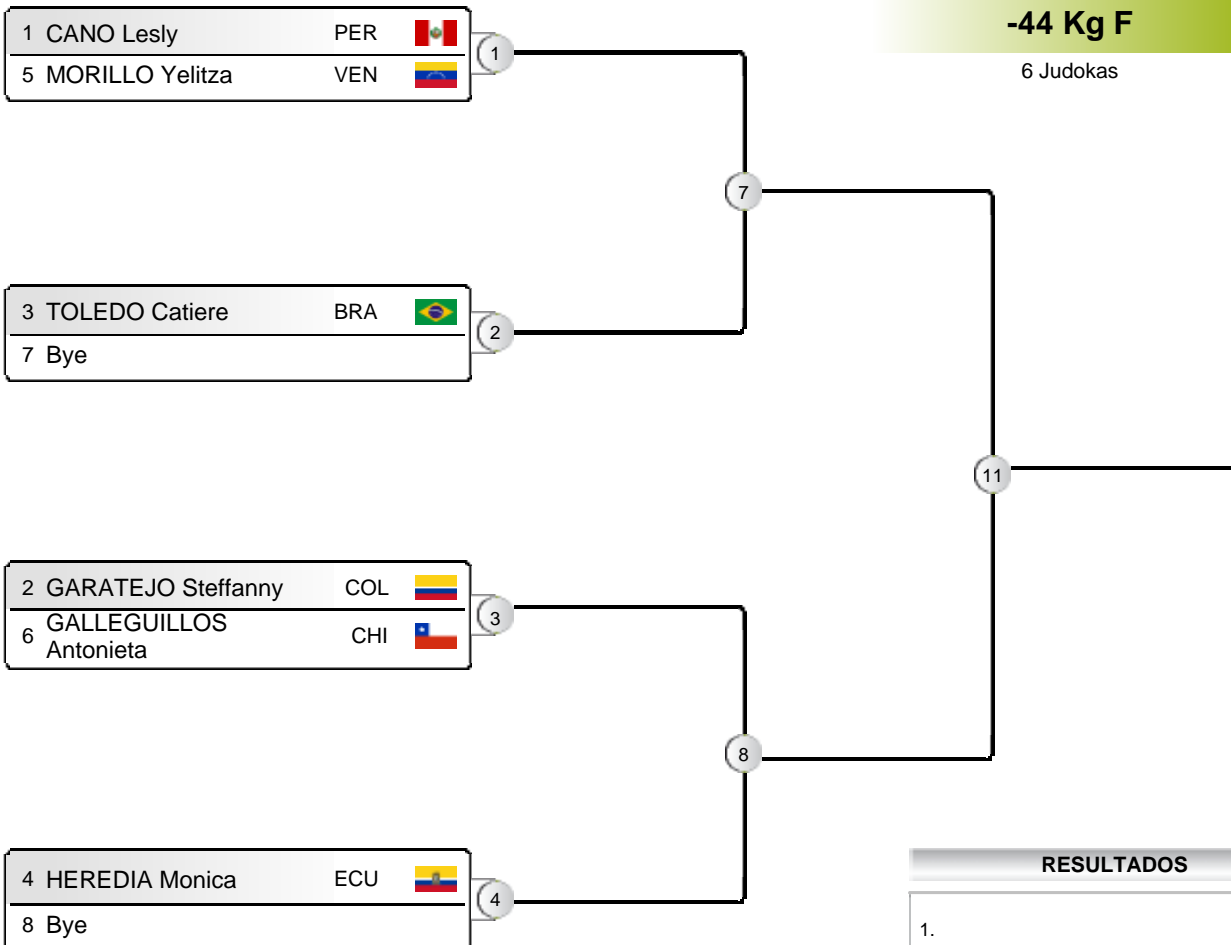 -44 Kg F
6 Judokas
1 CANO Lesly PER
5 MORILLO Yelitza VEN
1
7
3 TOLEDO Catiere BRA
7 Bye
2
11
2 GARATEJO Steffanny COL
6 GALLEGUILLOS
Antonieta CHI
3
8
4 HEREDIA Monica ECU
8 Bye
4
RESULTADOS
1.